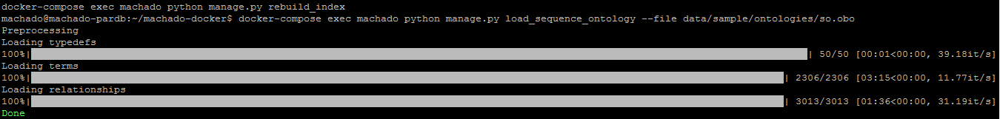 docker-compose exec machado python manage.py rebuild_index
machado@machado-pardb:~/machado-docker$ docker-compose exec machado python manage.py load_sequence_ontology --file data/sample/ontologies/so.obo
Preprocessing
Loading typedefs
100%| | 50/50 [00:01<00:00, 39.18it/s]
Loading terms
100%| | 2306/2306 [03:15<00:00, 11.77it/s]
Loading relationships
100%| | 3013/3013 [01:36<00:00, 31.19it/s]
Done